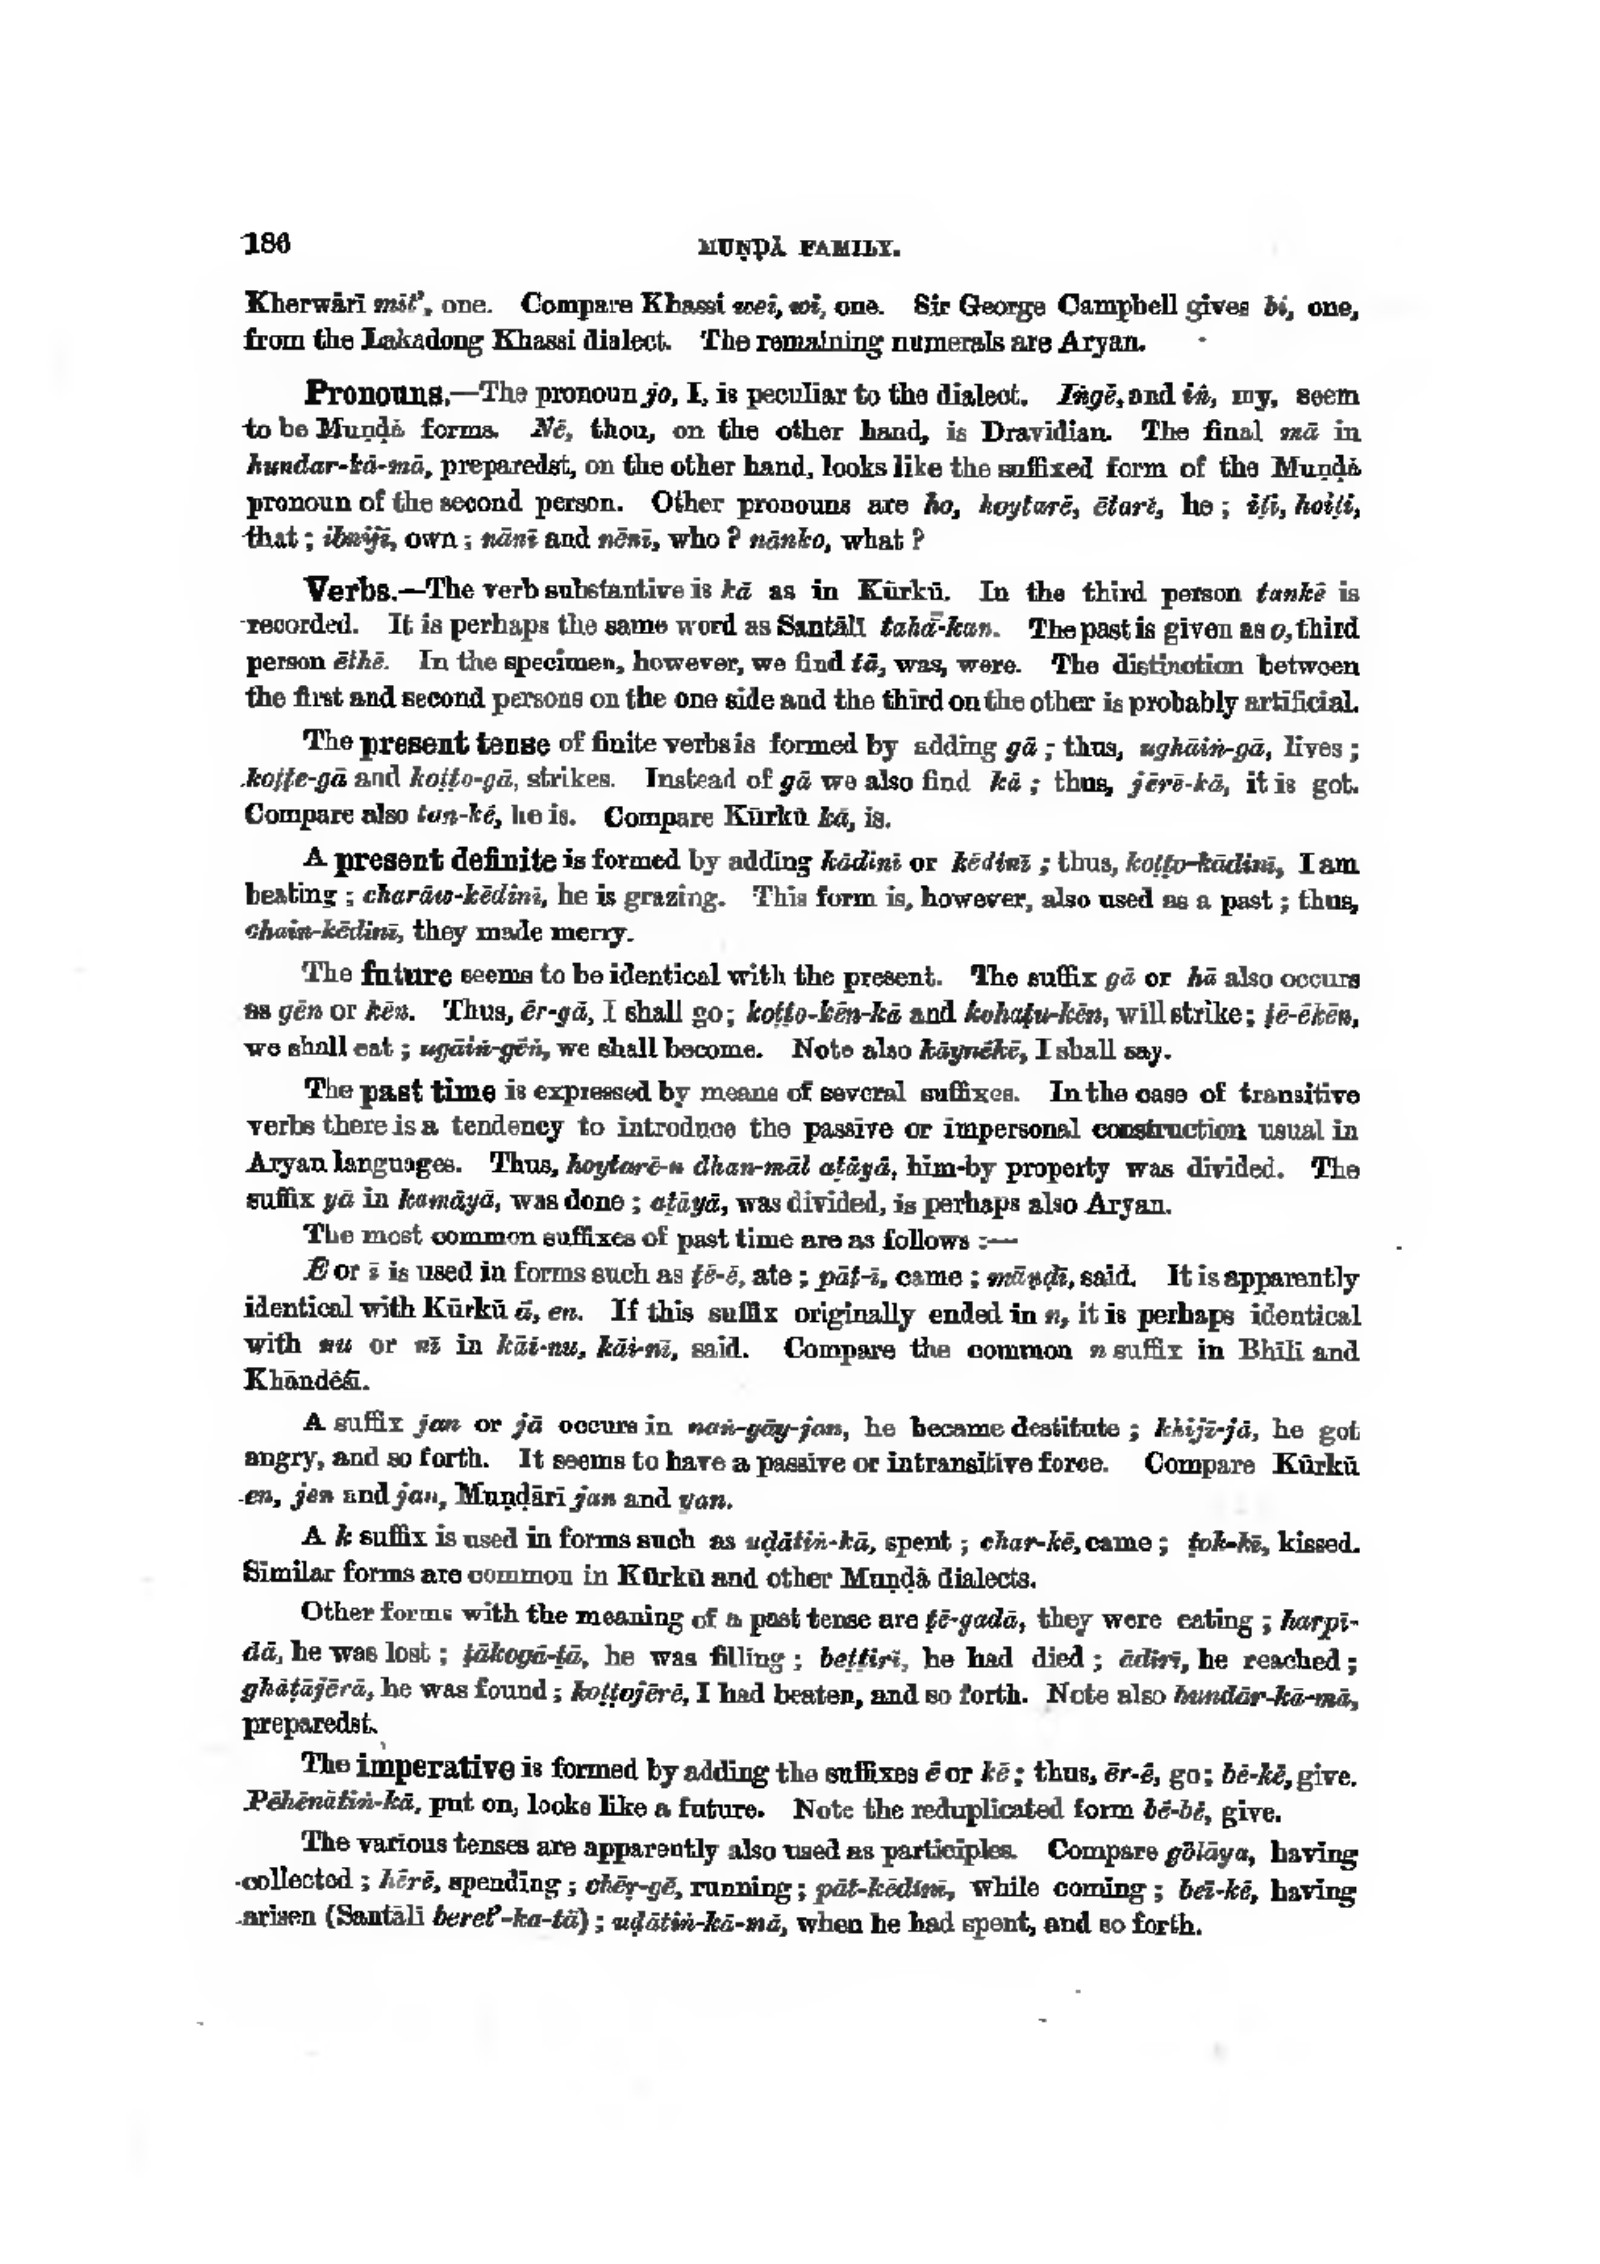 186
MUṆḌĀ FAMILY.
Kherwārī mit’, one. Compare Khassi wei, wi, one. Sir George Campbell gives bi, one,
from the Lakadong Khassi dialect. The remaining numerals are Aryan.
Pronouns.—The pronoun jo, I, is peculiar to the dialect. Iṅgē, and iṅ, my, seem
to be Muṇḍā forms. Nē, thou, on the other hand, is Dravidian. The final mā in
hundar-kā-mā, preparedst, on the other hand, looks like the suffixed form of the Muṇḍā
pronoun of the second person. Other pronouns are ho, hoytarē, ētarē, he; iṭi, hoiṭi,
that; ibnijī, own; nānī and nēnī, who? nānko, what?
Verbs.—The verb substantive is kā as in Kūrkū. In the third person tankē is
recorded. It is perhaps the same word as Santālī tahā̃-kan. The past is given as o, third
person ēthē. In the specimen, however, we find tā, was, were. The distinction between
the first and second persons on the one side and the third on the other is probably artificial.
The present tense of finite verbs is formed by adding gā; thus, ughāiṅ-gā, lives;
koṭṭe-gā and koṭṭo-gā, strikes. Instead of gā we also find kā; thus, jērē-kā, it is got.
Compare also tan-kē, he is. Compare Kūrkū kā, is.
A present definite is formed by adding kādinī or kēdinī; thus, koṭṭo-kādinī, I am
beating; charāw-kēdinī, he is grazing. This form is, however, also used as a past; thus,
chain-kēdinī, they made merry.
The future seems to be identical with the present. The suffix gā or kā also occurs
as gēn or kēn. Thus, ēr-gā, I shall go; koṭṭo-kēn-kā and kohaṭu-kēn, will strike; ṭē-ēkēn,
we shall eat; ugāiṅ-gēṅ, we shall become. Note also kāynēkē, I shall say.
The past time is expressed by means of several suffixes. In the case of transitive
verbs there is a tendency to introduce the passive or impersonal construction usual in
Aryan languages. Thus, hoytarē-n dhan-māl aṭāyā, him-by property was divided. The
suffix yā in kamāyā, was done; aṭāyā, was divided, is perhaps also Aryan.
The most common suffixes of past time are as follows:—
Ē or ī is used in forms such as ṭē-ē, ate; pāṭ-ī, came; māṇḍī, said. It is apparently
identical with Kūrkū ā, en. If this suffix originally ended in n, it is perhaps identical
with nu or nī in kāi-nu, kāi-nī, said. Compare the common n suffix in Bhīlī and
Khāndēśī.
A suffix jan or jā occurs in naṅ-gāy-jan, he became destitute; khijī-jā, he got
angry, and so forth. It seems to have a passive or intransitive force. Compare Kūrkū
en, jen and jan, Muṇḍārī jan and yan.
A k suffix is used in forms such as uḍātiṅ-kā, spent; char-kē, came; ṭok-kē, kissed.
Similar forms are common in Kūrkū and other Muṇḍā dialects.
Other forms with the meaning of a past tense are ṭē-gadā, they were eating; harpī-
dā, he was lost; ṭākogā-ṭā, he was filling; beṭṭirī, he had died; ādirī, he reached;
ghāṭājērā, he was found; koṭṭojērē, I had beaten, and so forth. Note also hundār-kā-mā,
preparedst.
The imperative is formed by adding the suffixes ē or kē; thus, ēr-ē, go; bē-kē, give.
Pēhēnātiṅ-kā, put on, looks like a future. Note the reduplicated form bē-bē, give.
The various tenses are apparently also used as participles. Compare gōlāya, having
collected; hērē, spending; chēṛ-gē, running; pāt-kēdinī, while coming; beī-kē, having
arisen (Santālī beret’-ka-tā); uḍātiṅ-kā-mā, when he had spent, and so forth.